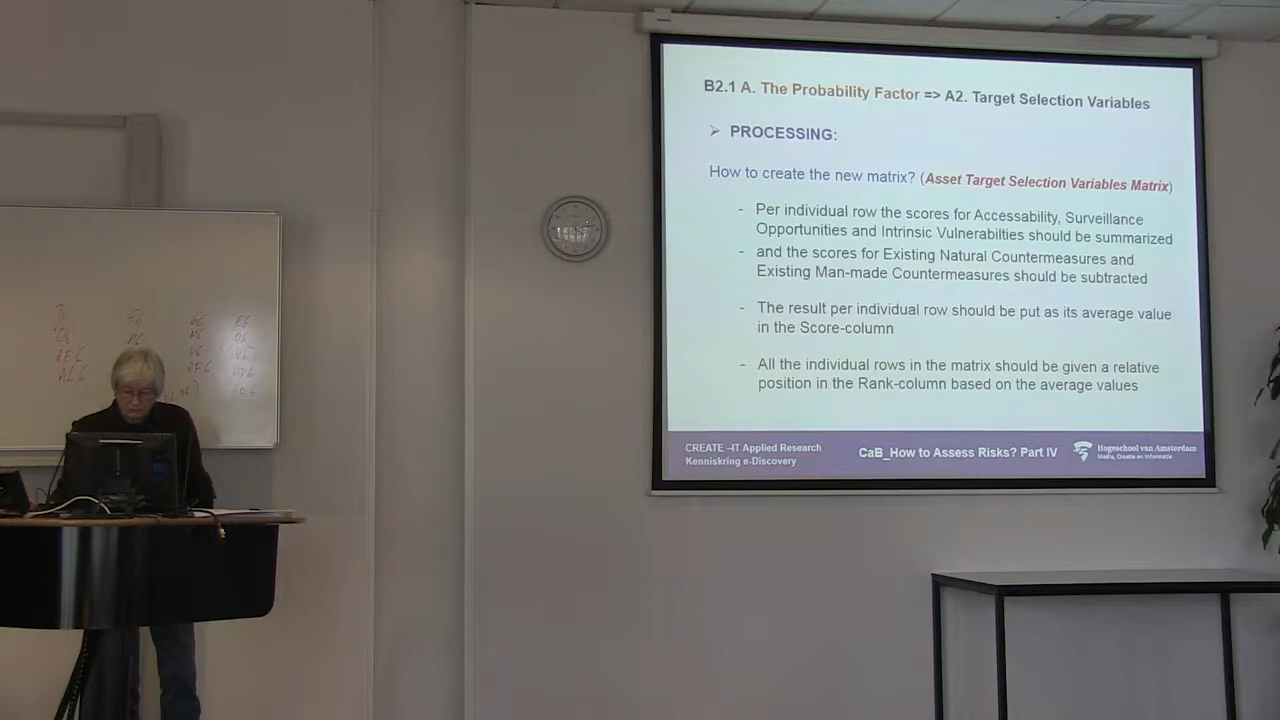 B2.1 A. The Probability Factor => A2. Target Selection Variables
➢ PROCESSING:
How to create the new matrix? (Asset Target Selection Variables Matrix)
- Per individual row the scores for Accessability, Surveillance
Opportunities and Intrinsic Vulnerabilties should be summarized
- and the scores for Existing Natural Countermeasures and
Existing Man-made Countermeasures should be subtracted
- The result per individual row should be put as its average value
in the Score-column
- All the individual rows in the matrix should be given a relative
position in the Rank-column based on the average values
CREATE –IT Applied Research
Kenniskring e-Discovery
CaB_How to Assess Risks? Part IV
Hogeschool van Amsterdam
Media, Creatie en Informatie